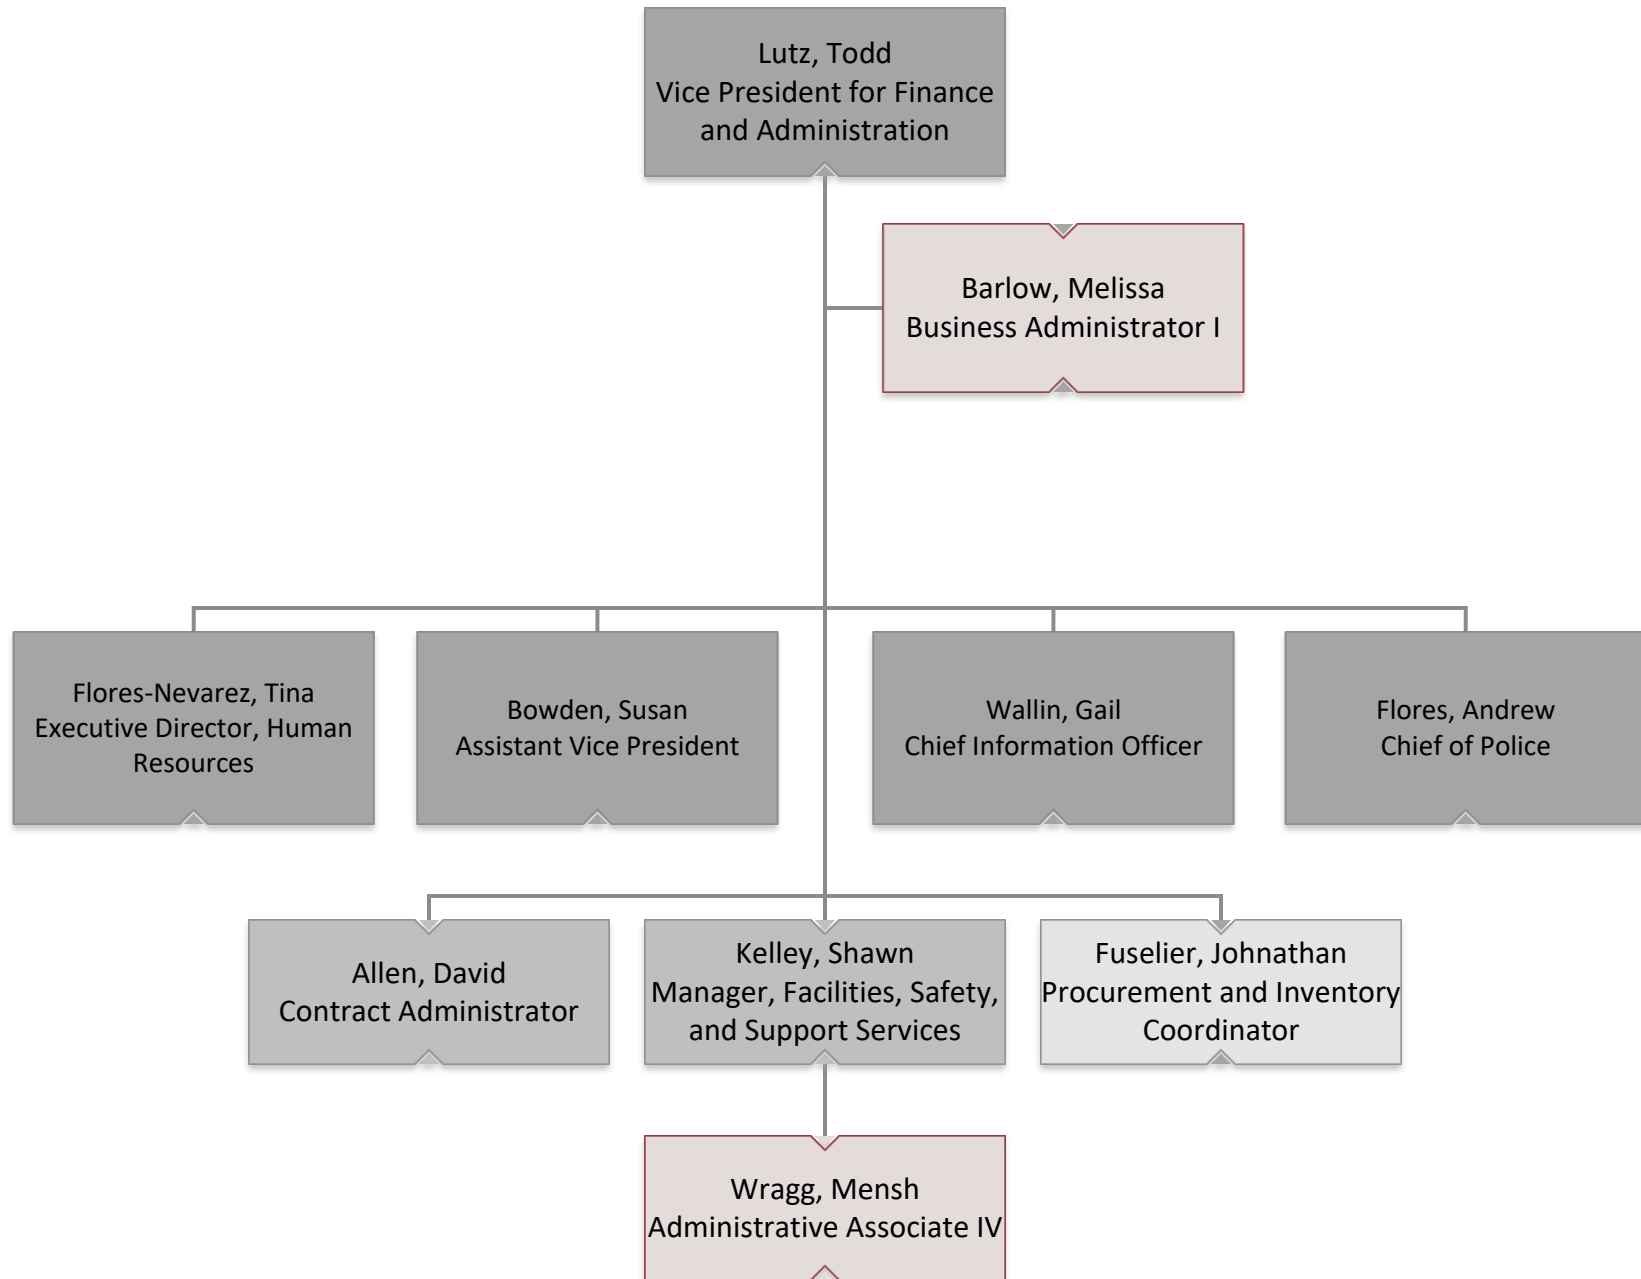 Lutz, Todd
Vice President for Finance
and Administration
Barlow, Melissa
Business Administrator I
Flores-Nevarez, Tina
Executive Director, Human
Resources
Bowden, Susan
Assistant Vice President
Wallin, Gail
Chief Information Officer
Flores, Andrew
Chief of Police
Allen, David
Contract Administrator
Kelley, Shawn
Manager, Facilities, Safety,
and Support Services
Fuselier, Johnathan
Procurement and Inventory
Coordinator
Wragg, Mensh
Administrative Associate IV